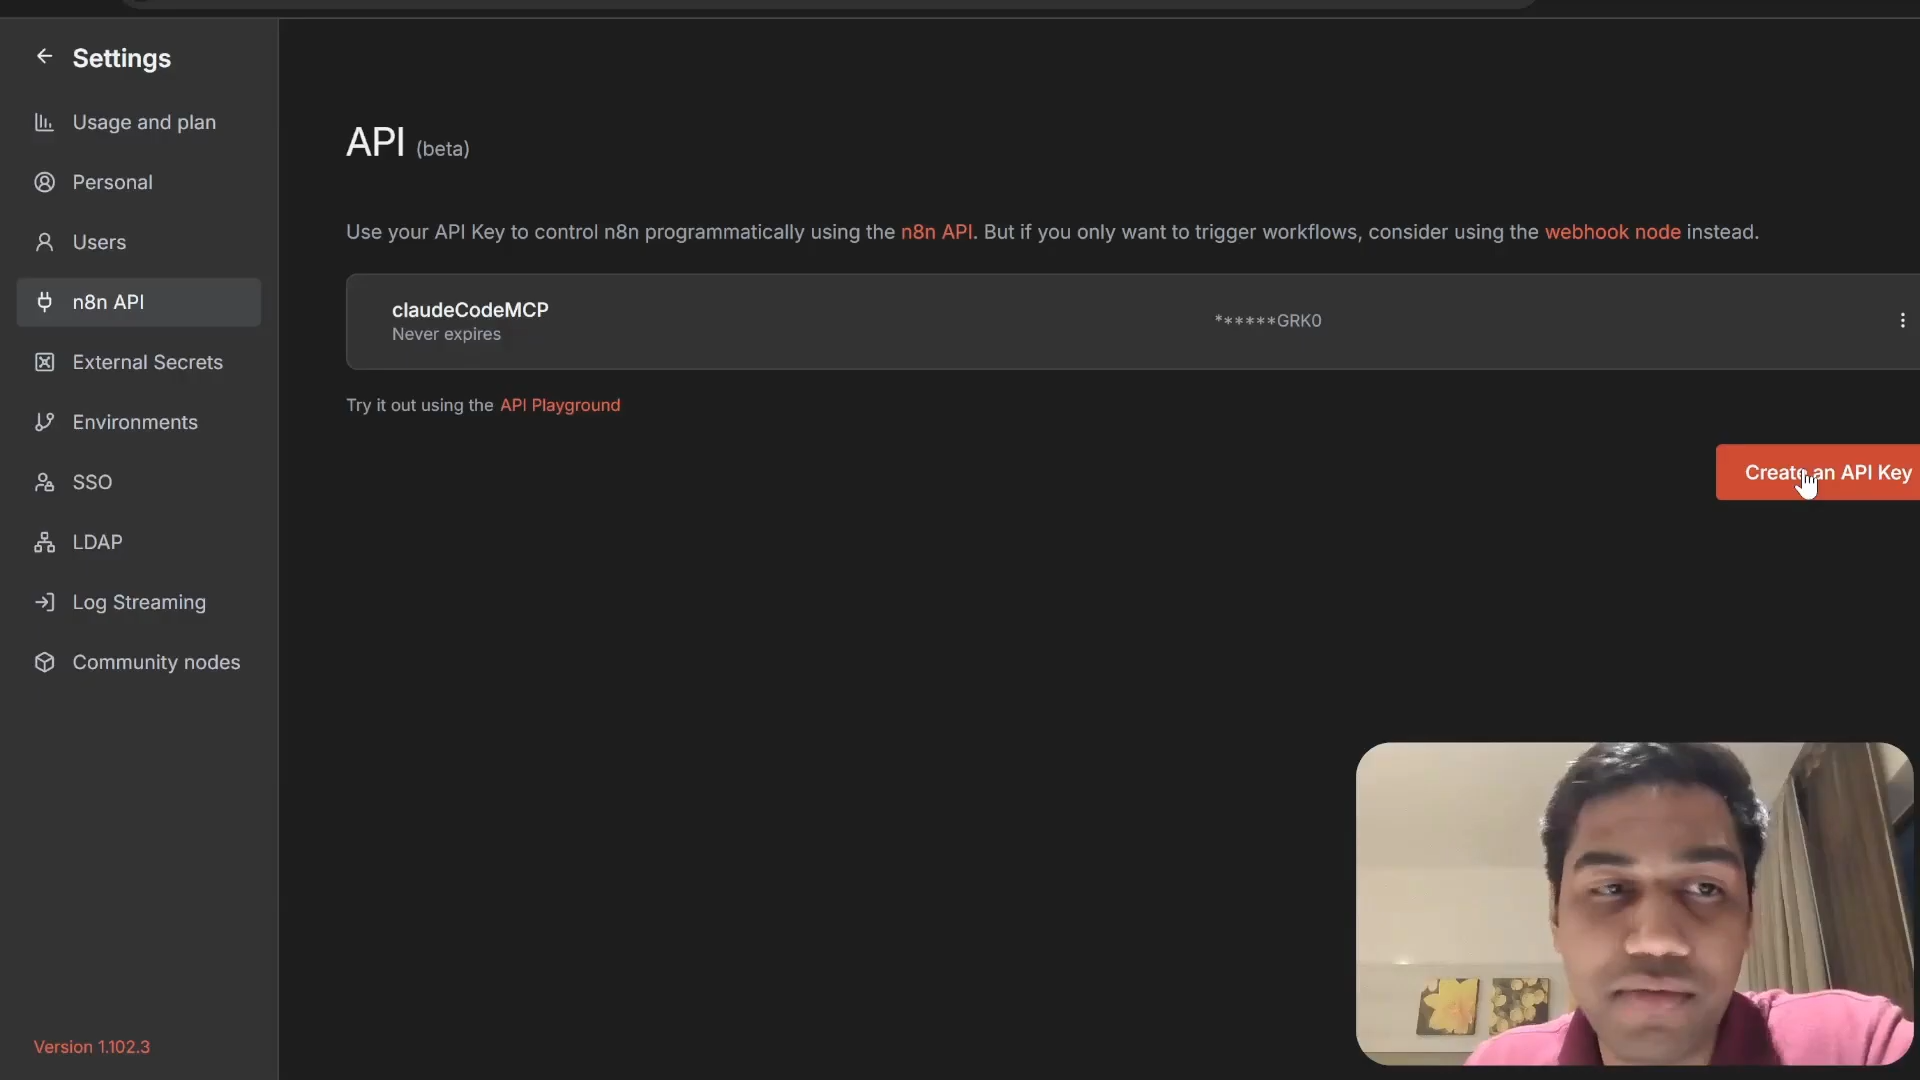 Settings
Usage and plan
Personal
Users
n8n API
External Secrets
Environments
SSO
LDAP
Log Streaming
Community nodes
Version 1.102.3
API (beta)
Use your API Key to control n8n programmatically using the n8n API. But if you only want to trigger workflows, consider using the webhook node instead.
claudeCodeMCP
Never expires
******GRK0
Try it out using the API Playground
Create an API Key